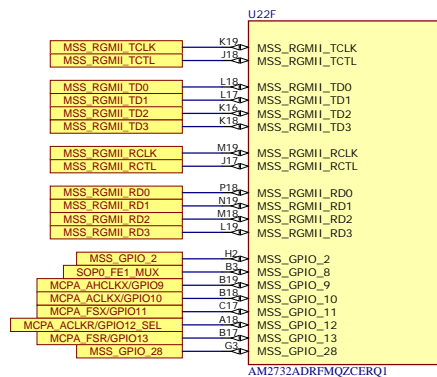 U22F
MSS_RGMII_TCLK K19 MSS_RGMII_TCLK
MSS_RGMII_TCTL J18 MSS_RGMII_TCTL
MSS_RGMII_TD0 L18 MSS_RGMII_TD0
MSS_RGMII_TD1 L17 MSS_RGMII_TD1
MSS_RGMII_TD2 K16 MSS_RGMII_TD2
MSS_RGMII_TD3 K18 MSS_RGMII_TD3
MSS_RGMII_RCLK M19 MSS_RGMII_RCLK
MSS_RGMII_RCTL J17 MSS_RGMII_RCTL
MSS_RGMII_RD0 P18 MSS_RGMII_RD0
MSS_RGMII_RD1 N19 MSS_RGMII_RD1
MSS_RGMII_RD2 M18 MSS_RGMII_RD2
MSS_RGMII_RD3 L19 MSS_RGMII_RD3
MSS_GPIO_2 H2 MSS_GPIO_2
SOP0_FE1_MUX B3 MSS_GPIO_8
MCPA_AHCLKX/GPIO9 B19 MSS_GPIO_9
MCPA_ACLKX/GPIO10 B18 MSS_GPIO_10
MCPA_FSX/GPIO11 C17 MSS_GPIO_11
MCPA_ACLKR/GPIO12_SEL A18 MSS_GPIO_12
MCPA_FSR/GPIO13 B17 MSS_GPIO_13
MSS_GPIO_28 G3 MSS_GPIO_28
AM2732ADRFMQZCERQ1